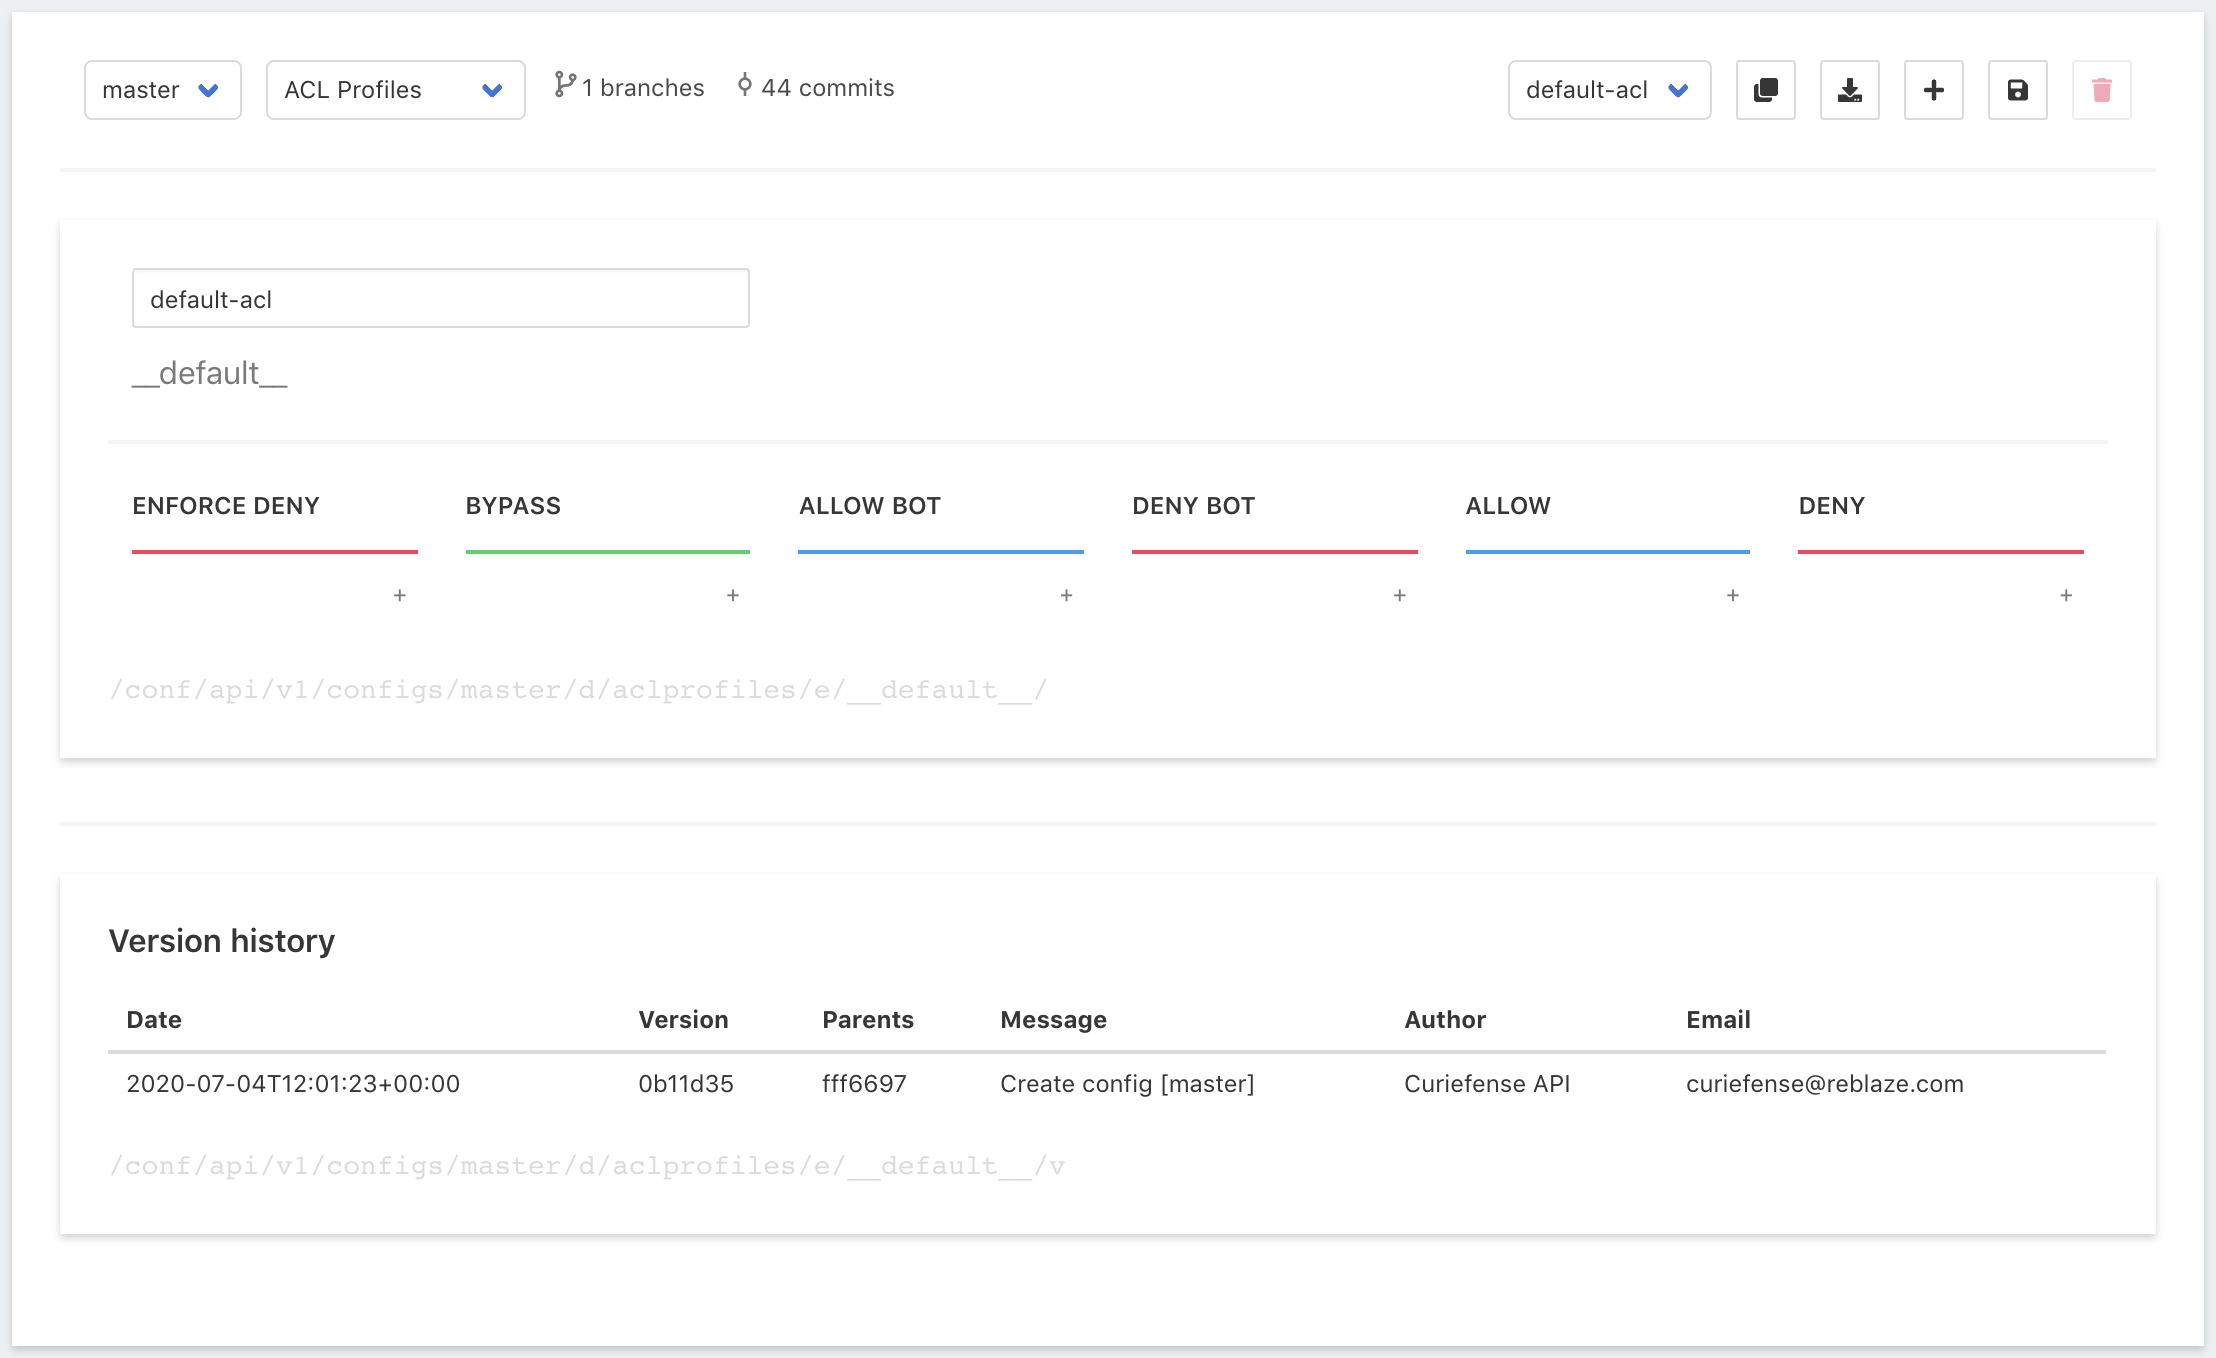 master ACL Profiles 1 branches 44 commits default-acl
default-acl
__default__
ENFORCE DENY BYPASS ALLOW BOT DENY BOT ALLOW DENY
+ + + + + +
/conf/api/v1/configs/master/d/aclprofiles/e/__default__/
Version history
Date Version Parents Message Author Email
2020-07-04T12:01:23+00:00 0b11d35 fff6697 Create config [master] Curiefense API curiefense@reblaze.com
/conf/api/v1/configs/master/d/aclprofiles/e/__default__/v